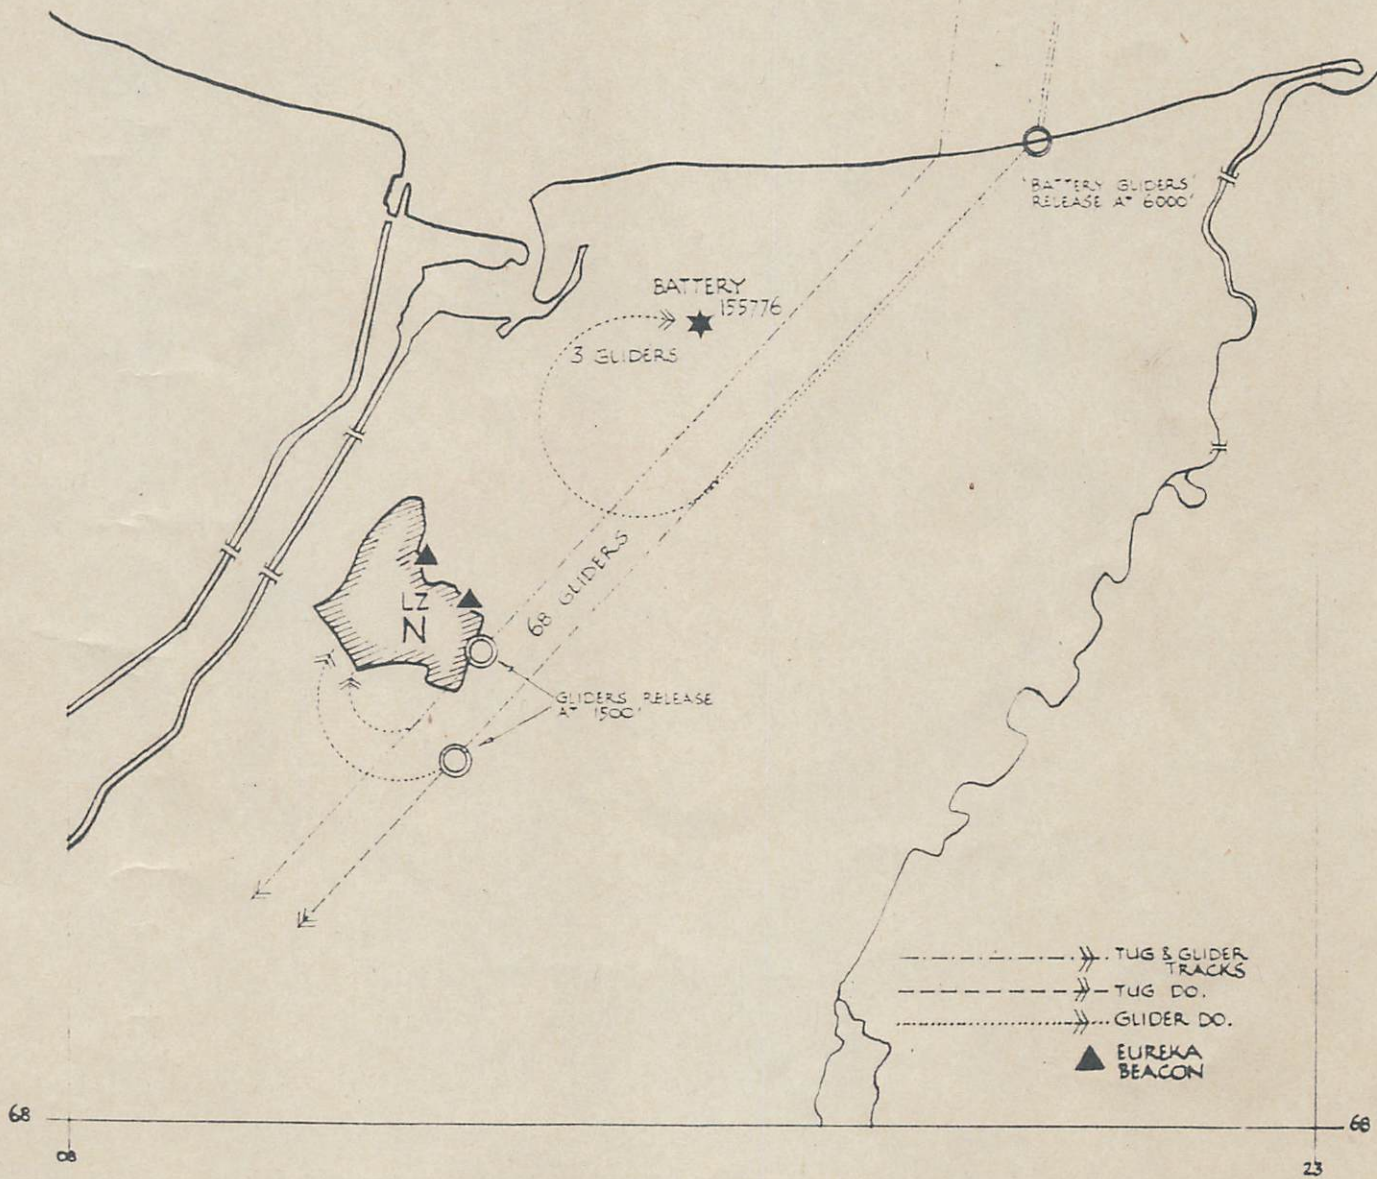 'BATTERY GLIDERS'
RELEASE AT 6000'
BATTERY
155776
3 GLIDERS
68 GLIDERS
LZ
N
GLIDERS RELEASE
AT 1500'
TUG & GLIDER
TRACKS
TUG DO.
GLIDER DO.
EUREKA
BEACON
68
68
08
23